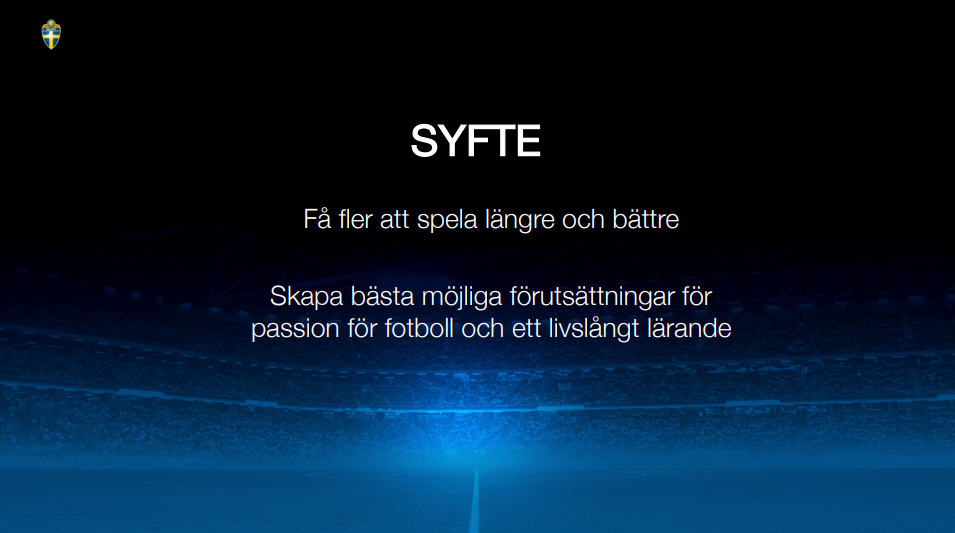 SYFTE
Få fler att spela längre och bättre
Skapa bästa möjliga förutsättningar för
passion för fotboll och ett livslångt lärande